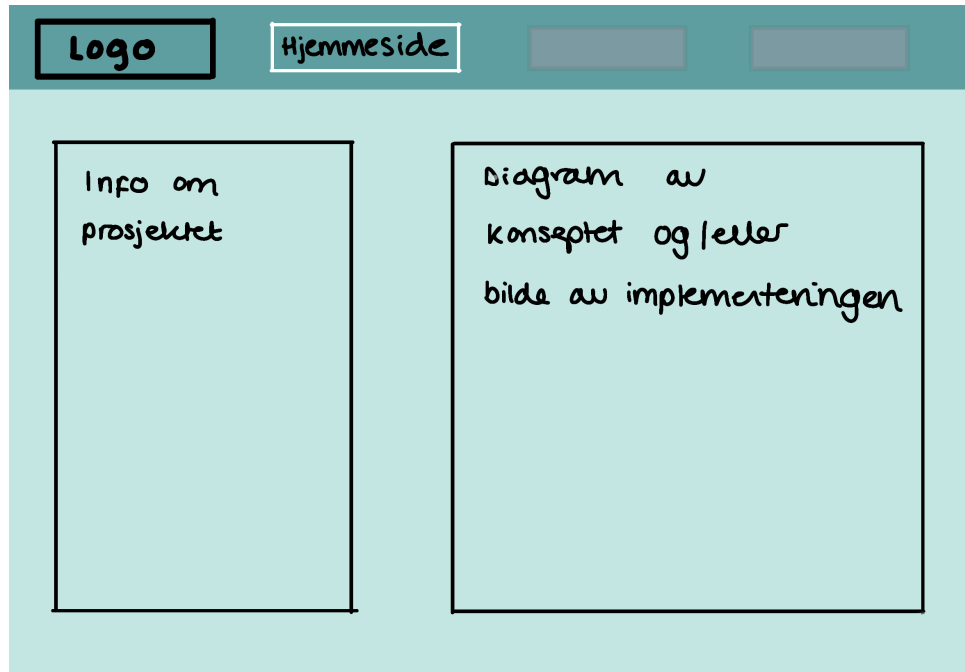 Logo
Hjemmeside
Info om
prosjektet
Diagram av
konseptet og/eller
bilde av implementeringen